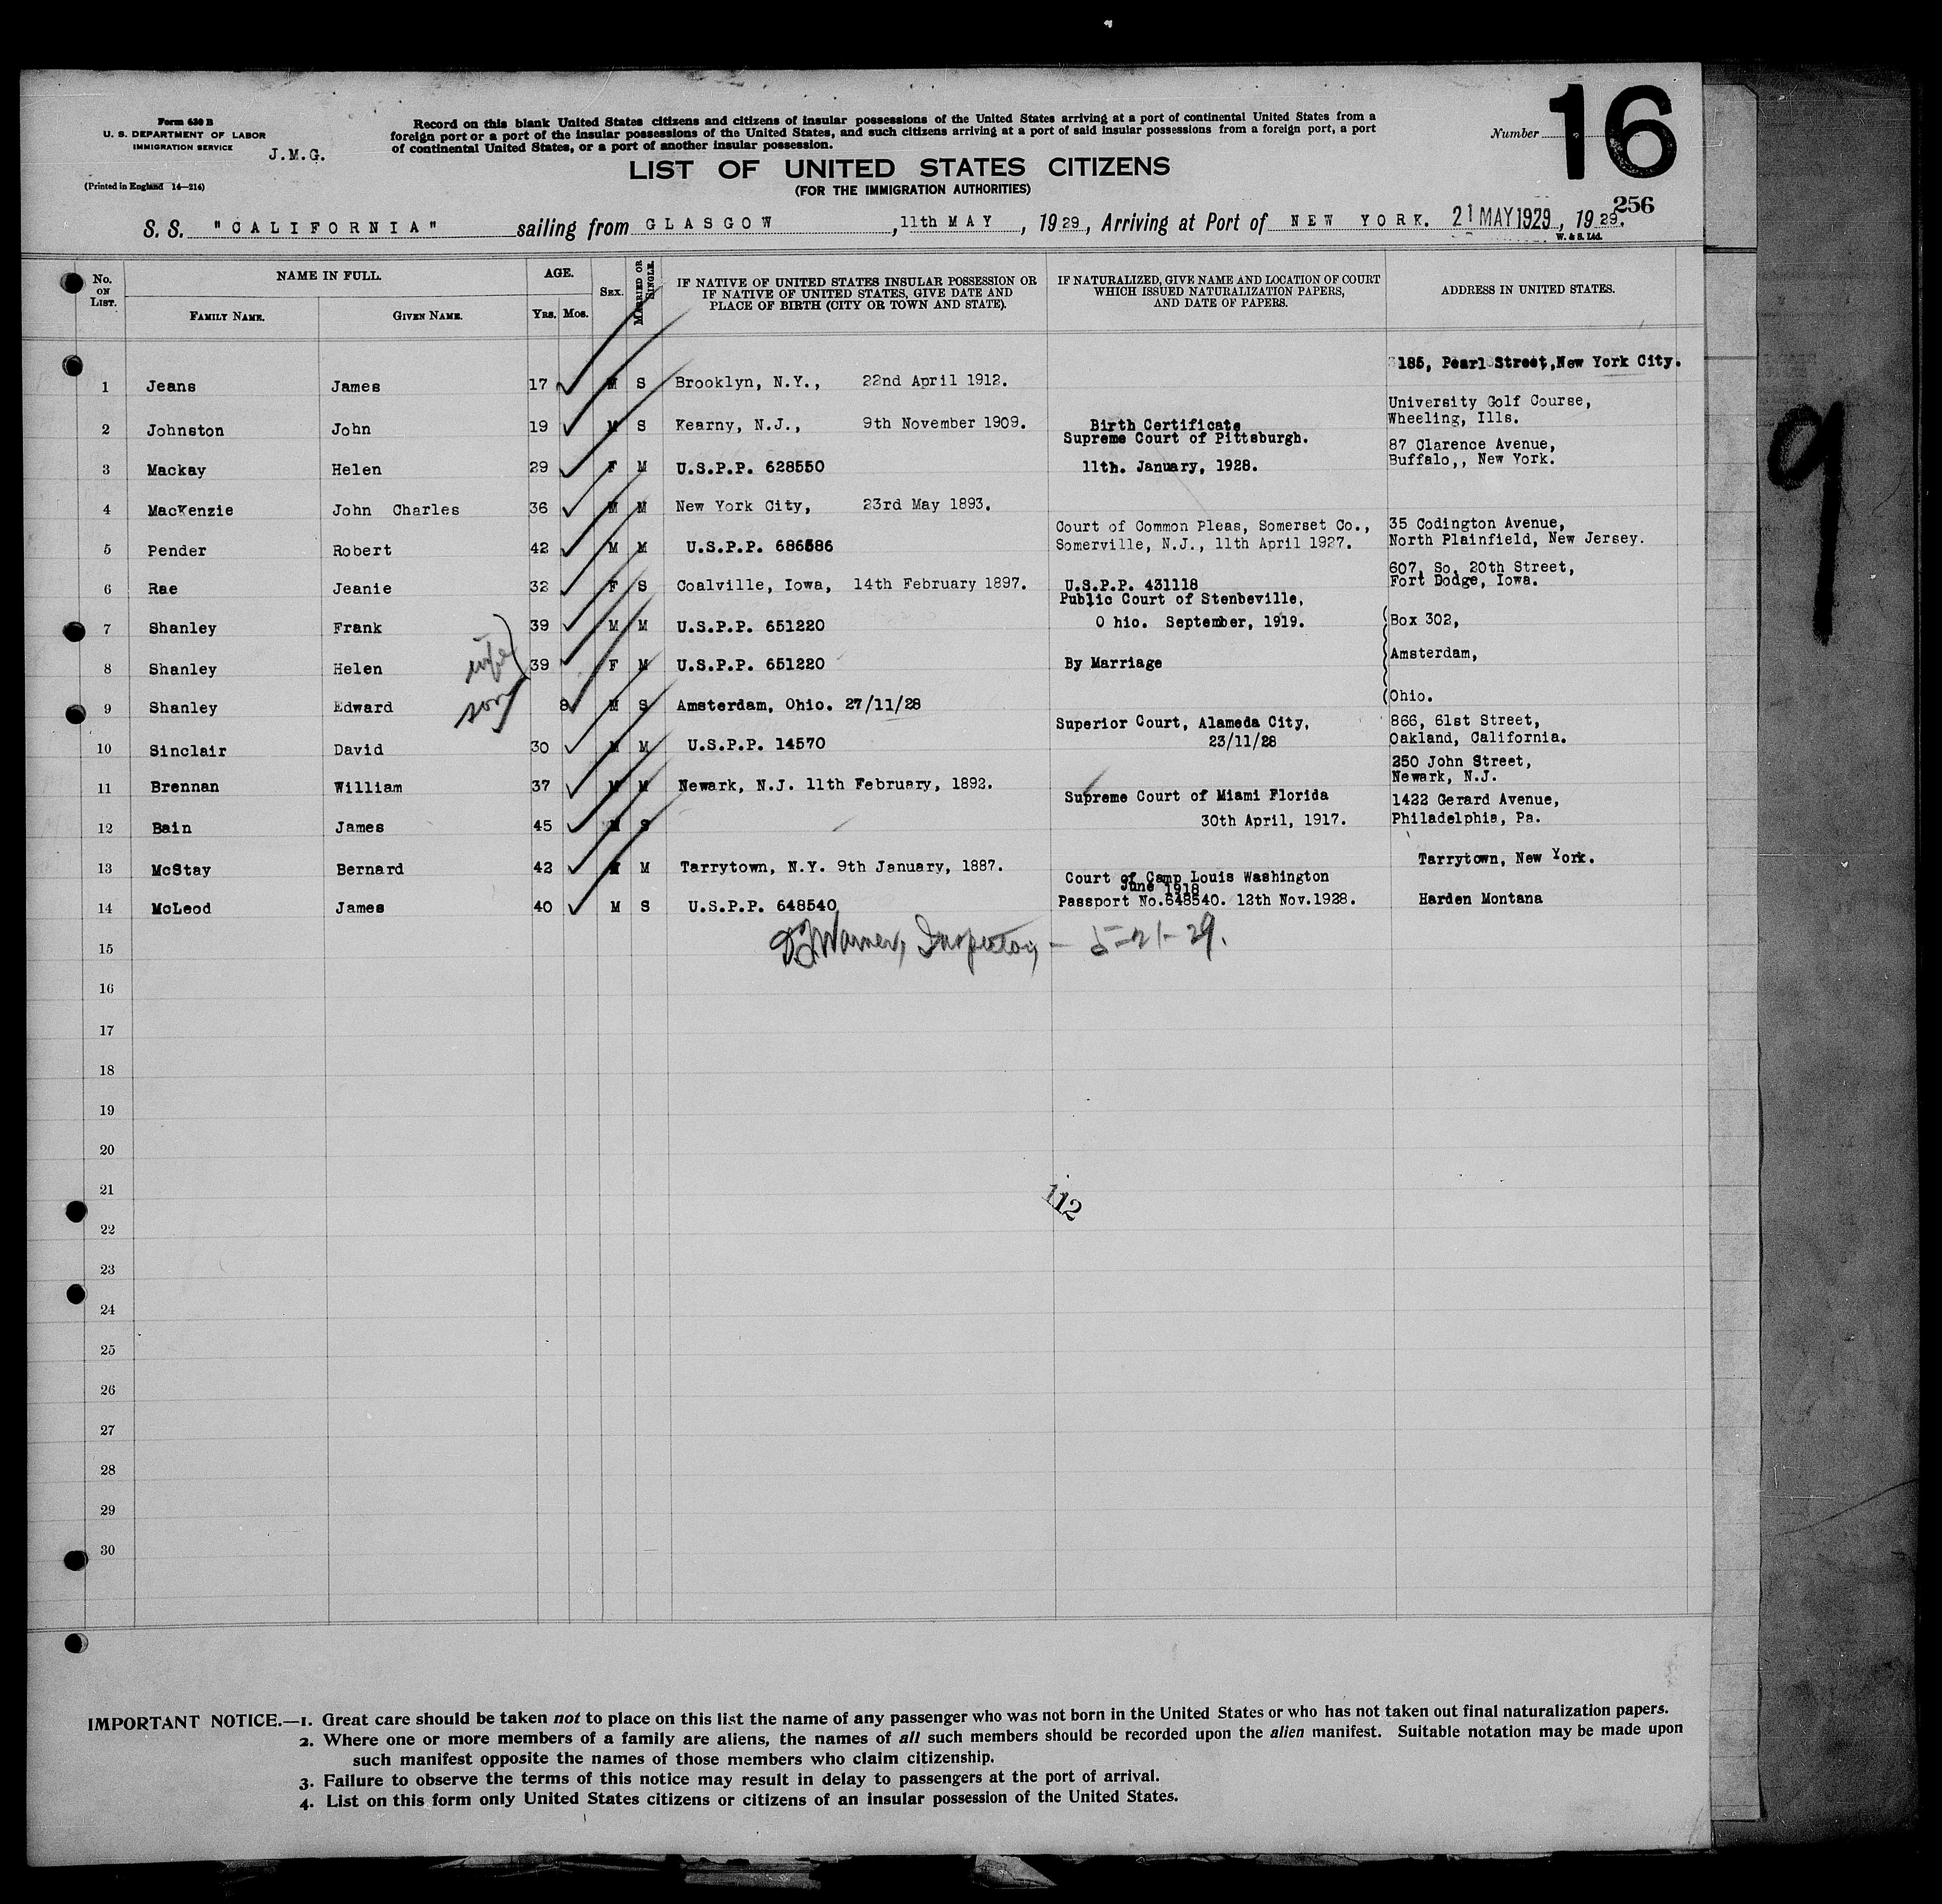 16
Form 630 B
U. S. DEPARTMENT OF LABOR
IMMIGRATION SERVICE
J.M.G.
(Printed in England 14—214)
Record on this blank United States citizens and citizens of insular possessions of the United States arriving at a port of continental United States from a
foreign port or a port of the insular possessions of the United States, and such citizens arriving at a port of said insular possessions from a foreign port, a port
of continental United States, or a port of another insular possession.
Number
LIST OF UNITED STATES CITIZENS
(FOR THE IMMIGRATION AUTHORITIES)
256
S. S. "CALIFORNIA" sailing from GLASGOW, 11th MAY, 1929, Arriving at Port of NEW YORK. 21 MAY 1929, 1929.
W. & S. Ltd.
No. ON LIST. NAME IN FULL. AGE. SEX. MARRIED OR SINGLE. IF NATIVE OF UNITED STATES INSULAR POSSESSION OR IF NATIVE OF UNITED STATES, GIVE DATE AND PLACE OF BIRTH (CITY OR TOWN AND STATE). IF NATURALIZED, GIVE NAME AND LOCATION OF COURT WHICH ISSUED NATURALIZATION PAPERS, AND DATE OF PAPERS. ADDRESS IN UNITED STATES.
FAMILY NAME. GIVEN NAME. YRS. MOS.
1 Jeans James 17 M S Brooklyn, N.Y., 22nd April 1912. 185, Pearl Street, New York City.
2 Johnston John 19 M S Kearny, N.J., 9th November 1909. Birth Certificate University Golf Course, Wheeling, Ills.
3 Mackay Helen 29 F M U.S.P.P. 628550 Supreme Court of Pittsburgh. 11th. January, 1928. 87 Clarence Avenue, Buffalo,, New York.
4 MacKenzie John Charles 36 M M New York City, 23rd May 1893.
5 Pender Robert 42 M M U.S.P.P. 686586 Court of Common Pleas, Somerset Co., Somerville, N.J., 11th April 1927. 35 Codington Avenue, North Plainfield, New Jersey.
6 Rae Jeanie 32 F S Coalville, Iowa, 14th February 1897. U.S.P.P. 431118 607, So, 20th Street, Fort Dodge, Iowa.
7 Shanley Frank 39 M M U.S.P.P. 651220 Public Court of Stenbeville, O hio. September, 1919. Box 302,
8 Shanley Helen wife 39 F M U.S.P.P. 651220 By Marriage Amsterdam,
9 Shanley Edward son 8 M S Amsterdam, Ohio. 27/11/28 Ohio.
10 Sinclair David 30 M M U.S.P.P. 14570 Superior Court, Alameda City, 23/11/28 866, 61st Street, Oakland, California.
11 Brennan William 37 M M Newark, N.J. 11th February, 1892. 250 John Street, Newark, N.J.
12 Bain James 45 M S Supreme Court of Miami Florida 30th April, 1917. 1422 Gerard Avenue, Philadelphia, Pa.
13 McStay Bernard 42 M M Tarrytown, N.Y. 9th January, 1887. Tarrytown, New York.
14 McLeod James 40 M S U.S.P.P. 648540 Court of Camp Louis Washington June 1918 Passport No.648540. 12th Nov.1928. Harden Montana
15 Warner, Inspector — 5-21-29.
16
17
18
19
20
21
112
22
23
24
25
26
27
28
29
30
IMPORTANT NOTICE.—1. Great care should be taken not to place on this list the name of any passenger who was not born in the United States or who has not taken out final naturalization papers.
2. Where one or more members of a family are aliens, the names of all such members should be recorded upon the alien manifest. Suitable notation may be made upon
such manifest opposite the names of those members who claim citizenship.
3. Failure to observe the terms of this notice may result in delay to passengers at the port of arrival.
4. List on this form only United States citizens or citizens of an insular possession of the United States.
9